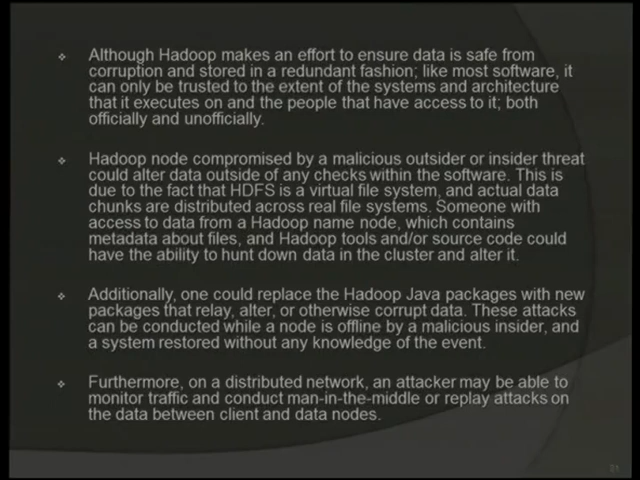 Although Hadoop makes an effort to ensure data is safe from
corruption and stored in a redundant fashion; like most software, it
can only be trusted to the extent of the systems and architecture
that it executes on and the people that have access to it; both
officially and unofficially.
Hadoop node compromised by a malicious outsider or insider threat
could alter data outside of any checks within the software. This is
due to the fact that HDFS is a virtual file system, and actual data
chunks are distributed across real file systems. Someone with
access to data from a Hadoop name node, which contains
metadata about files, and Hadoop tools and/or source code could
have the ability to hunt down data in the cluster and alter it.
Additionally, one could replace the Hadoop Java packages with new
packages that relay, alter, or otherwise corrupt data. These attacks
can be conducted while a node is offline by a malicious insider, and
a system restored without any knowledge of the event.
Furthermore, on a distributed network, an attacker may be able to
monitor traffic and conduct man-in-the-middle or replay attacks on
the data between client and data nodes.